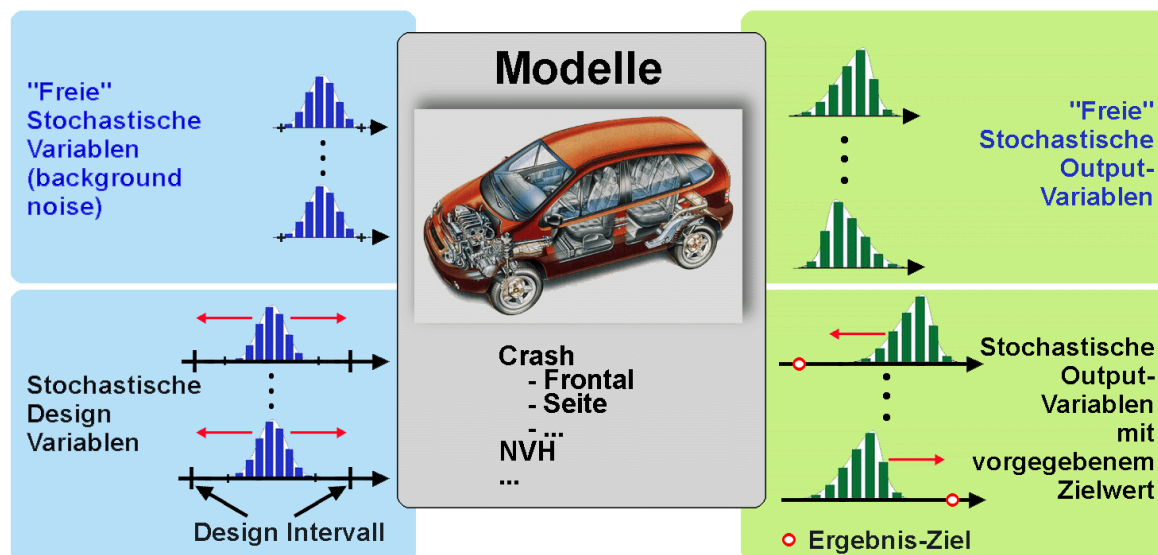 "Freie"
Stochastische
Variablen
(background
noise)
Stochastische
Design
Variablen
Design Intervall
Modelle
Crash
- Frontal
- Seite
- ...
NVH
...
"Freie"
Stochastische
Output-
Variablen
Stochastische
Output-
Variablen
mit
vorgegebenem
Zielwert
Ergebnis-Ziel